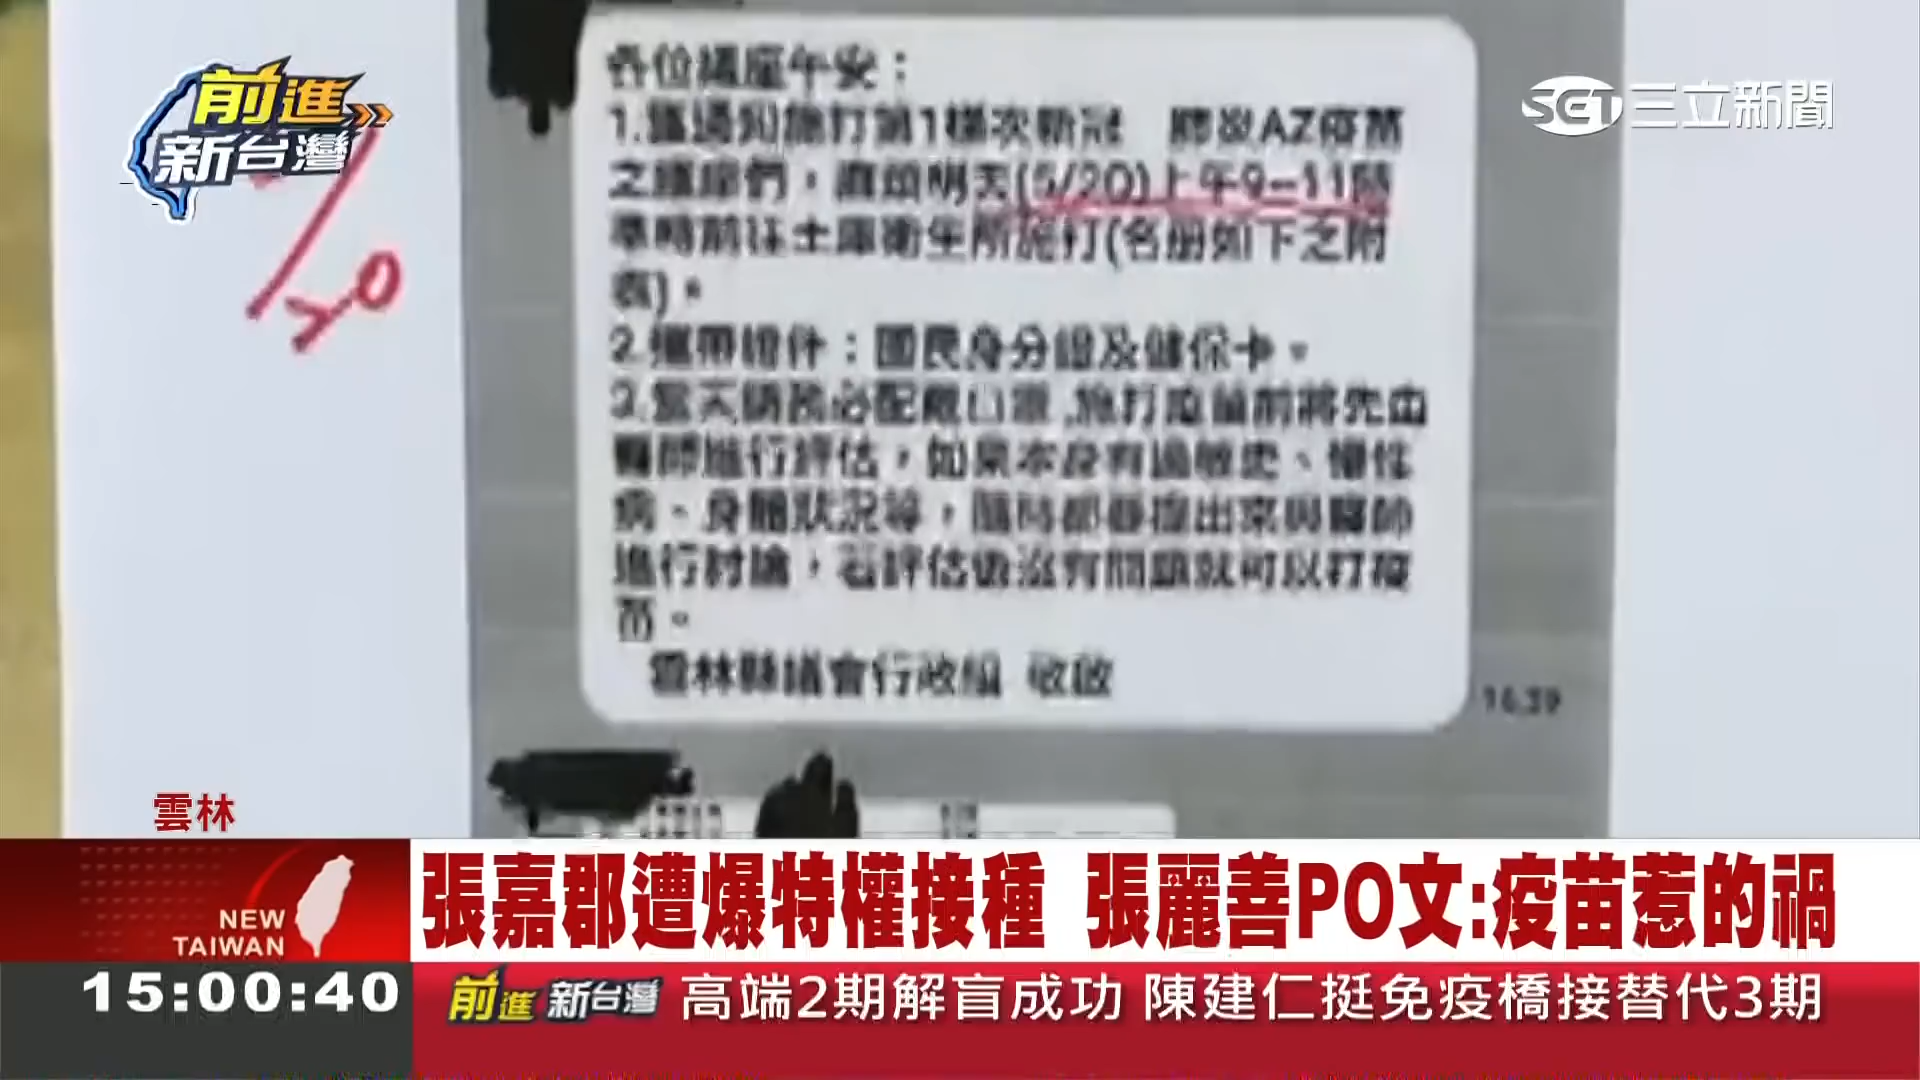 前進
新台灣
SET三立新聞
各位議座午安：
1.匯通知施打第1梯次新冠 肺炎AZ疫苗
之議座們，麻煩明天(5/20)上午9-11時
準時前往土庫衛生所施打(名冊如下之附
表)。
2.攜帶證件：國民身分證及健保卡。
3.當天請務必配戴口罩,施打疫苗前將先由
醫師進行評估，如果本身有過敏史、慢性
病、身體狀況等，隨時都要提出來與醫師
進行討論，若評估後沒有問題就可以打疫
苗。
雲林縣議會行政組 敬啟
16:39
20
雲林
NEW
TAIWAN
張嘉郡遭爆特權接種 張麗善PO文:疫苗惹的禍
15:00:40
前進新台灣 高端2期解盲成功 陳建仁挺免疫橋接替代3期